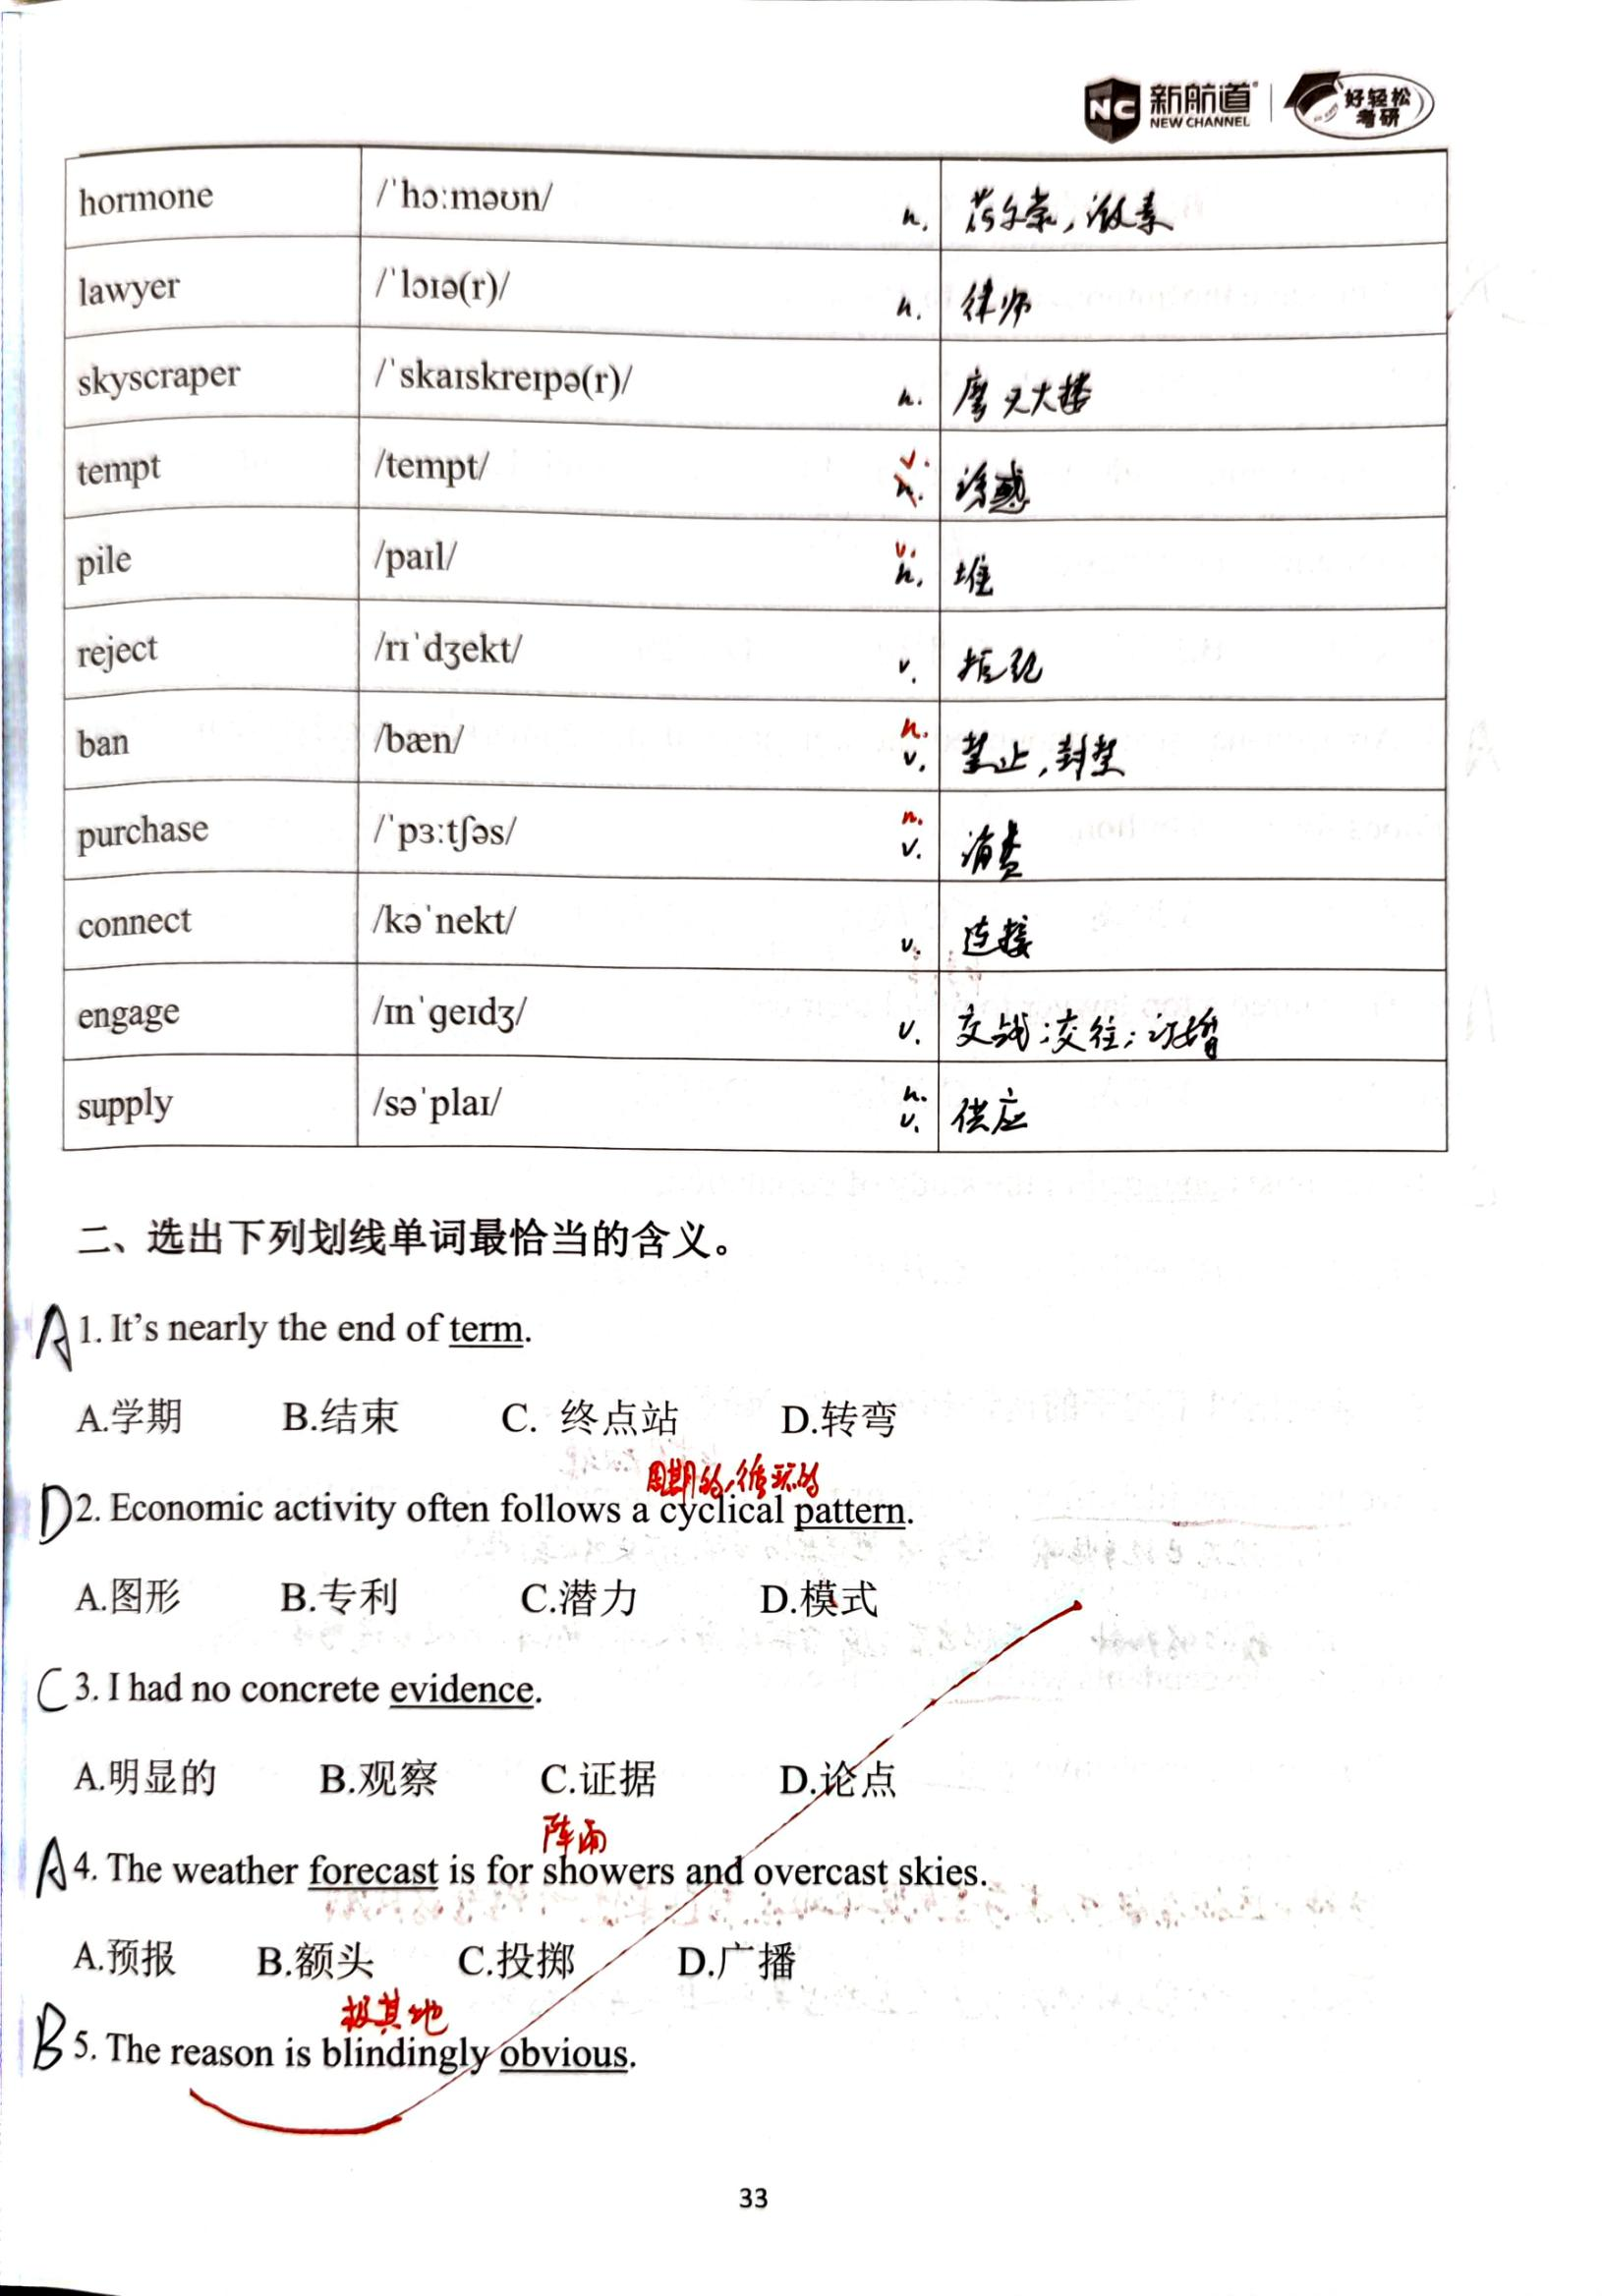 NC 新航道 NEW CHANNEL 好轻松考研
hormone /ˈhɔːməʊn/ n. 荷尔蒙,激素
lawyer /ˈlɔɪə(r)/ n. 律师
skyscraper /ˈskaɪskreɪpə(r)/ n. 摩天大楼
tempt /tempt/ v. n. 诱惑
pile /paɪl/ v. n. 堆
reject /rɪˈdʒekt/ v. 拒绝
ban /bæn/ n. v. 禁止,封禁
purchase /ˈpɜːtʃəs/ n. v. 消费
connect /kəˈnekt/ v. 连接
engage /ɪnˈɡeɪdʒ/ v. 交战;交往;订婚
supply /səˈplaɪ/ n. v. 供应
二、选出下列划线单词最恰当的含义。
A 1. It’s nearly the end of term.
A.学期 B.结束 C. 终点站 D.转弯
周期的,循环的
D 2. Economic activity often follows a cyclical pattern.
A.图形 B.专利 C.潜力 D.模式
C 3. I had no concrete evidence.
A.明显的 B.观察 C.证据 D.论点
阵雨
A 4. The weather forecast is for showers and overcast skies.
A.预报 B.额头 C.投掷 D.广播
极其地
B 5. The reason is blindingly obvious.
33